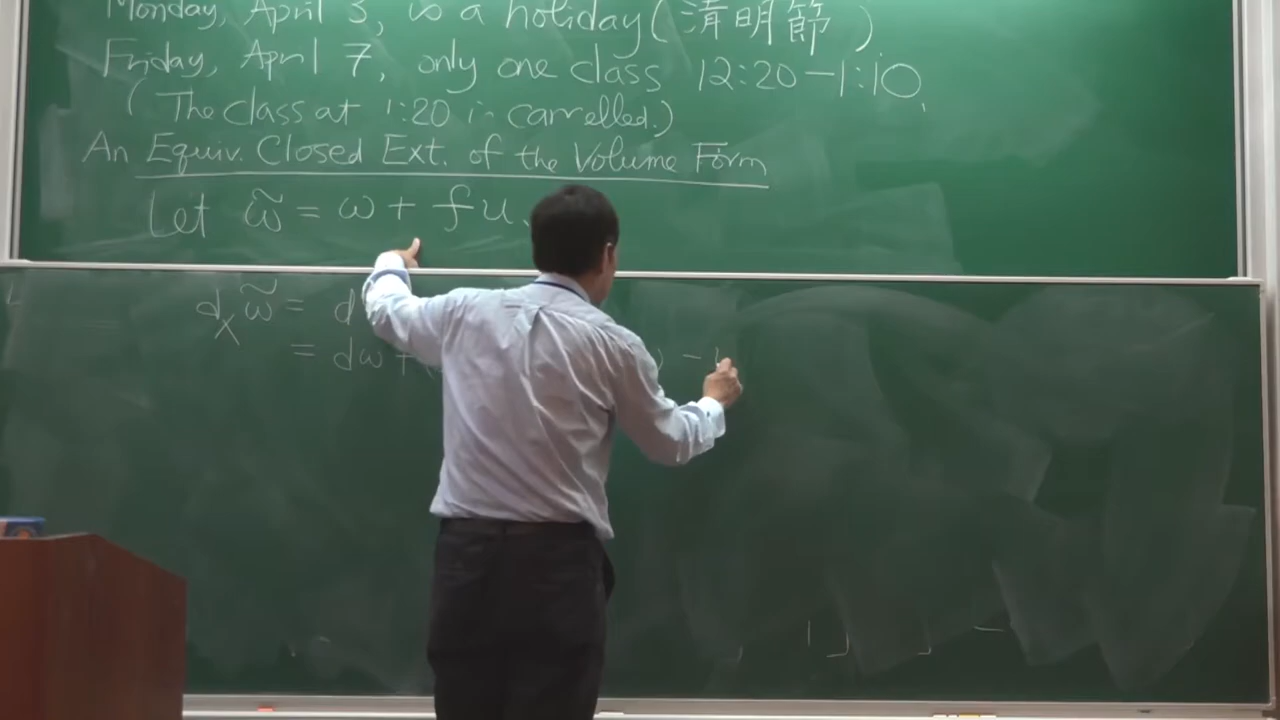 Monday, April 3, is a holiday (清明節)
Friday, April 7, only one class 12:20 – 1:10.
(The class at 1:20 is cancelled.)
An Equiv. Closed Ext. of the Volume Form
Let ω̃ = ω + fu.
d_X ω̃ = d
= dω +